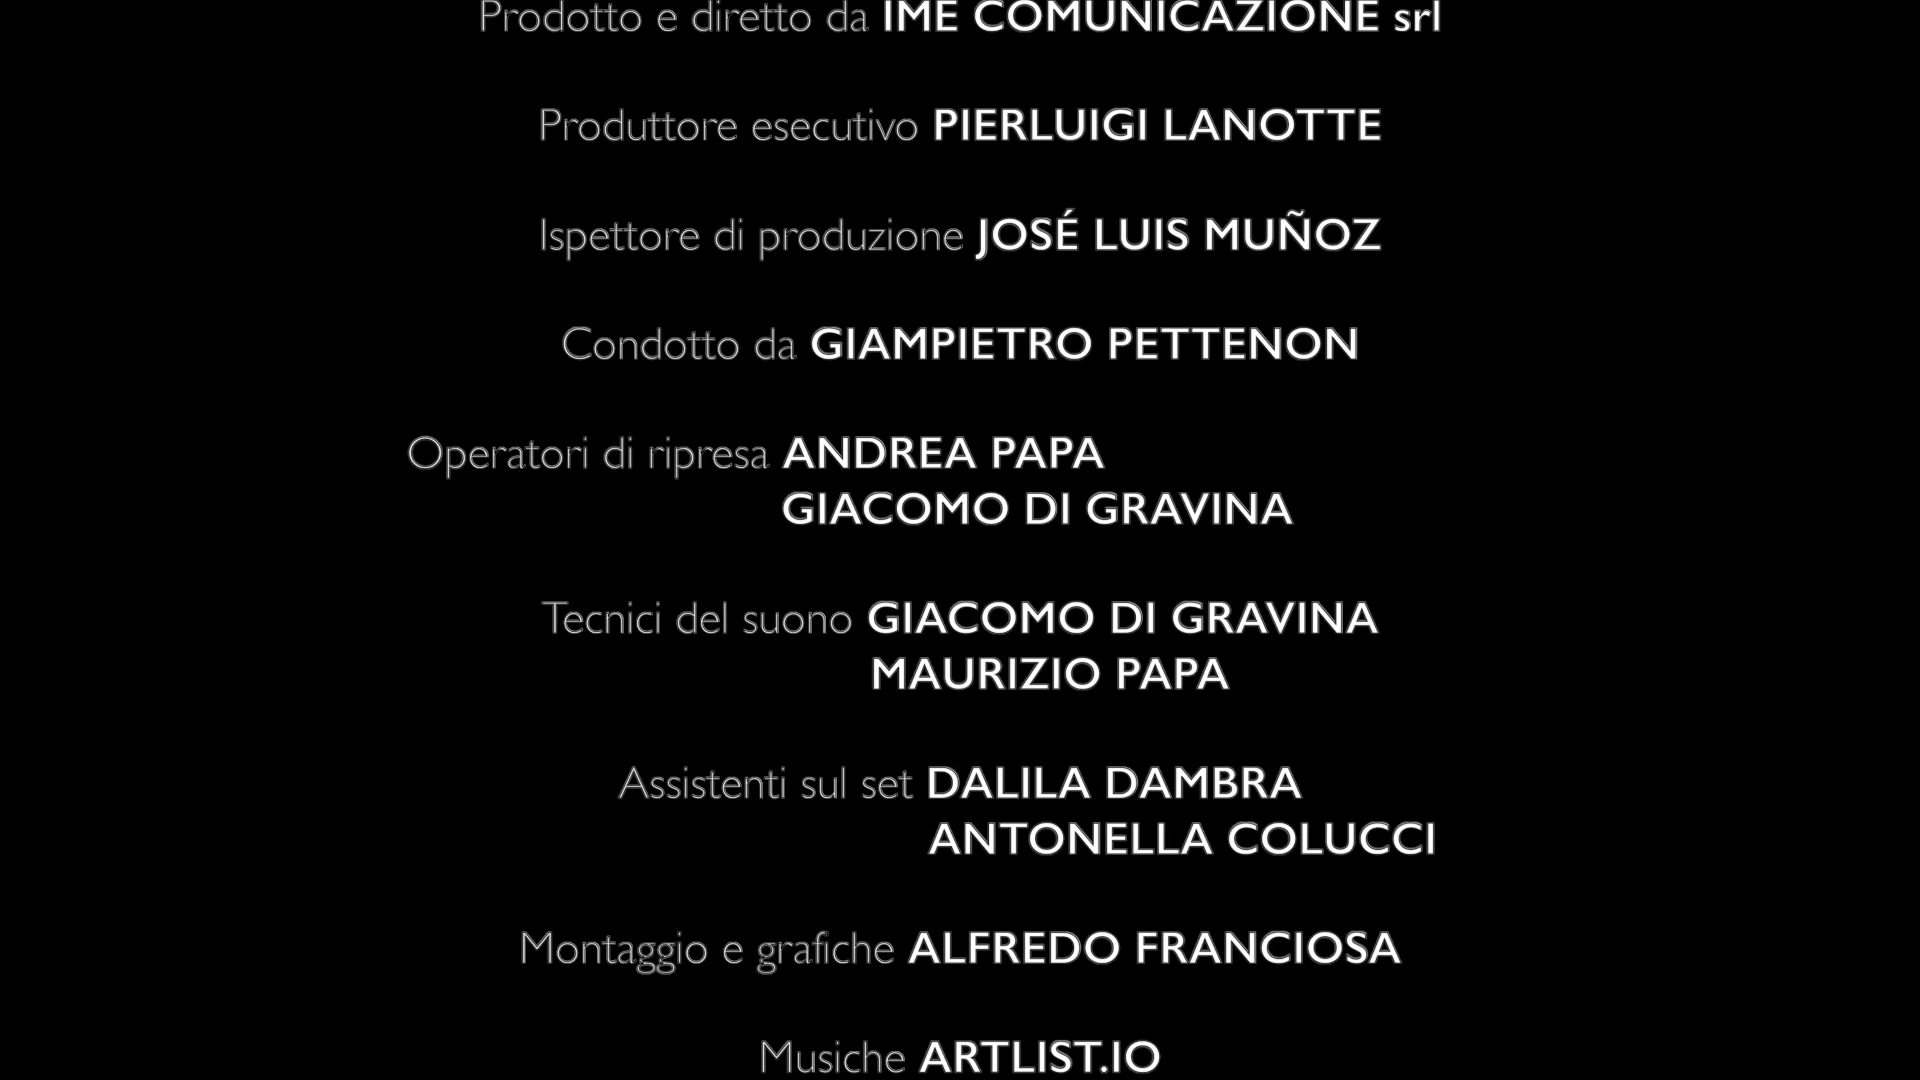 Prodotto e diretto da IME COMUNICAZIONE srl
Produttore esecutivo PIERLUIGI LANOTTE
Ispettore di produzione JOSÉ LUIS MUÑOZ
Condotto da GIAMPIETRO PETTENON
Operatori di ripresa ANDREA PAPA
GIACOMO DI GRAVINA
Tecnici del suono GIACOMO DI GRAVINA
MAURIZIO PAPA
Assistenti sul set DALILA DAMBRA
ANTONELLA COLUCCI
Montaggio e grafiche ALFREDO FRANCIOSA
Musiche ARTLIST.IO